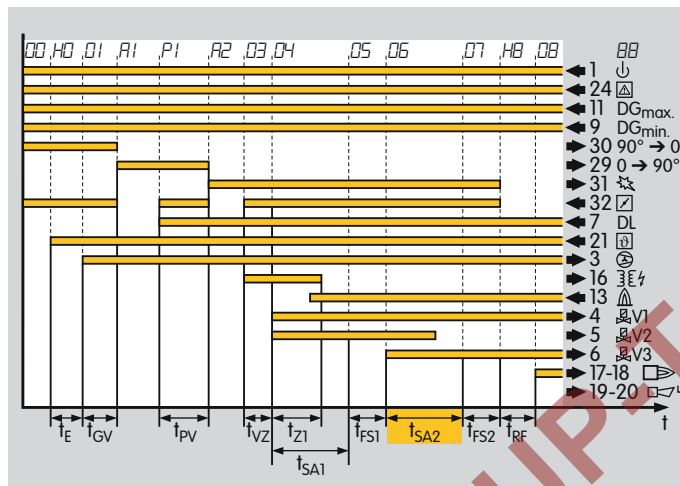 00 H0 01 A1 P1 A2 03 04 05 06 07 H8 08 88
1
24
11 DGmax.
9 DGmin.
30 90° → 0
29 0 → 90°
31
32
7 DL
21 ϑ
3
16
13
4 V1
5 V2
6 V3
17-18
19-20
t
tE tGV tPV tVZ tZ1 tFS1 tSA2 tFS2 tRF
tSA1